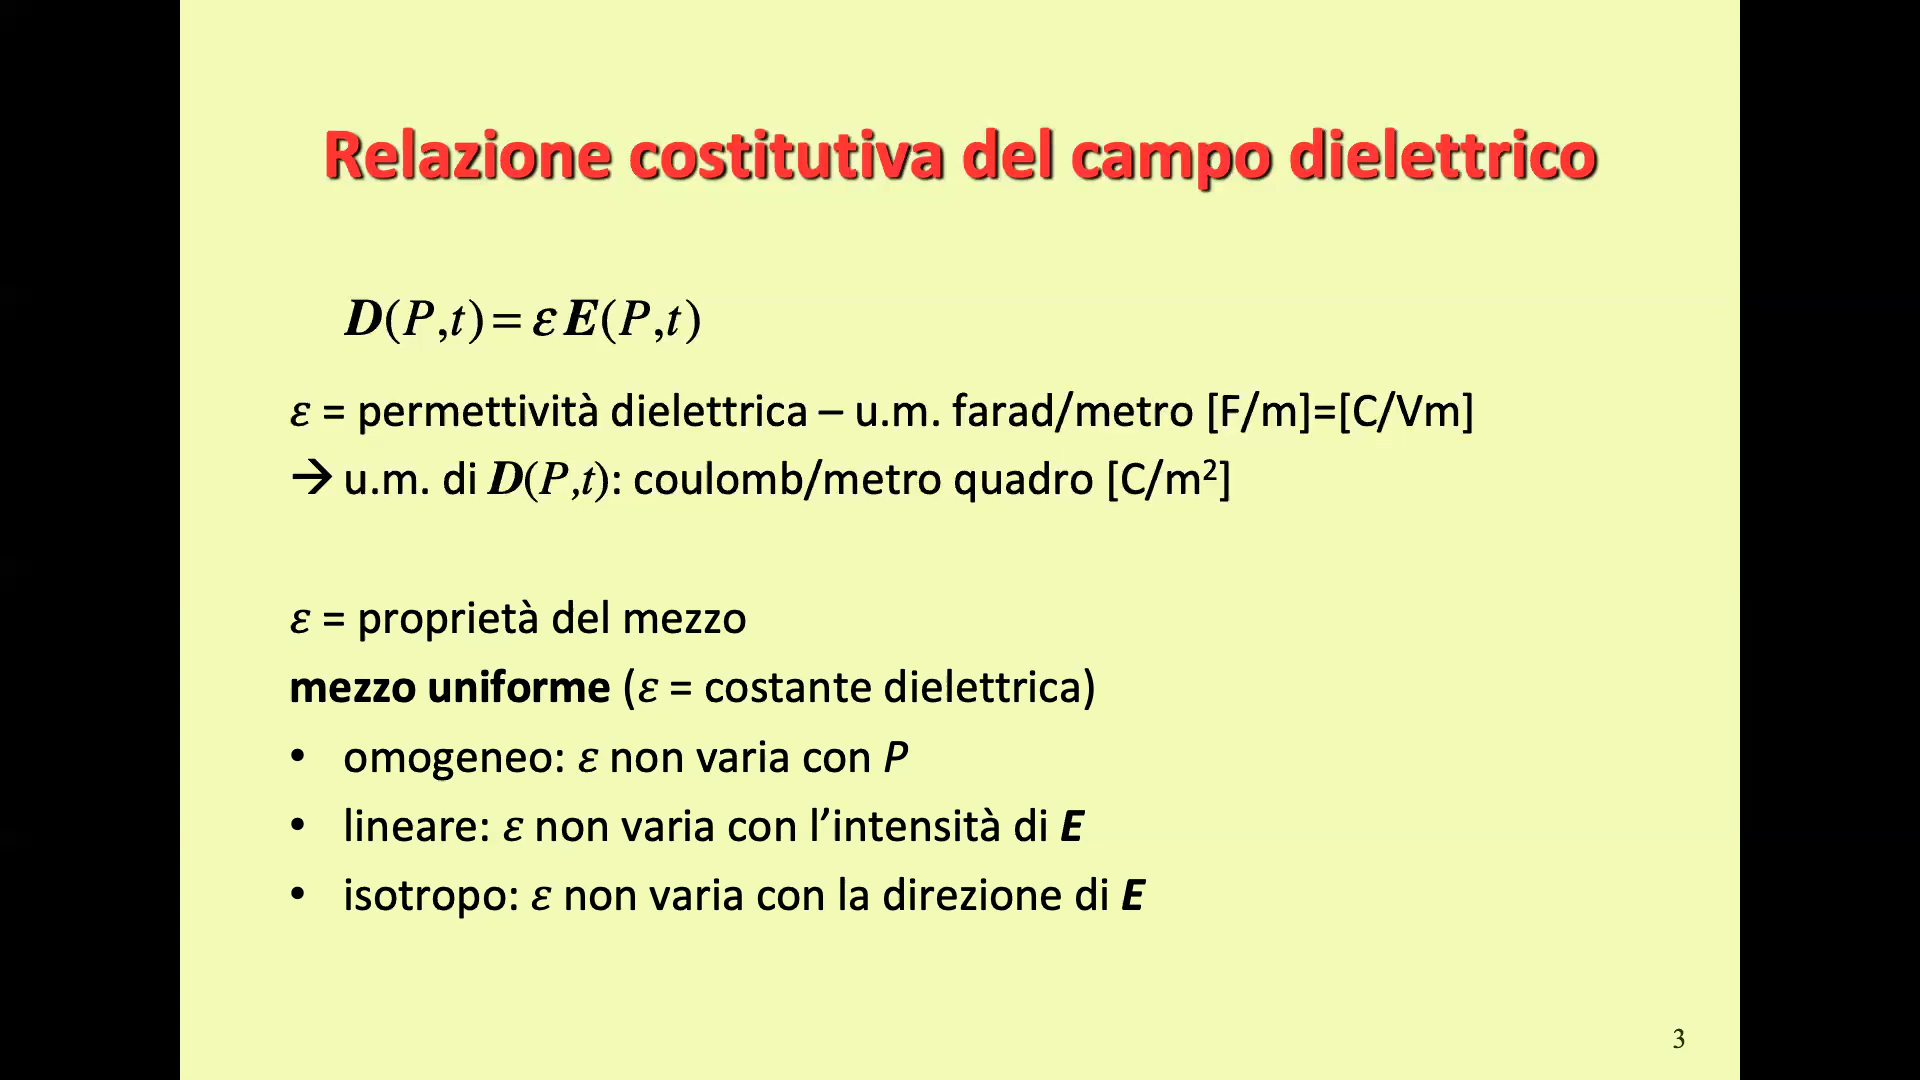 Relazione costitutiva del campo dielettrico
D(P,t) = ε E(P,t)
ε = permettività dielettrica – u.m. farad/metro [F/m]=[C/Vm]
→ u.m. di D(P,t): coulomb/metro quadro [C/m²]
ε = proprietà del mezzo
mezzo uniforme (ε = costante dielettrica)
• omogeneo: ε non varia con P
• lineare: ε non varia con l’intensità di E
• isotropo: ε non varia con la direzione di E
3